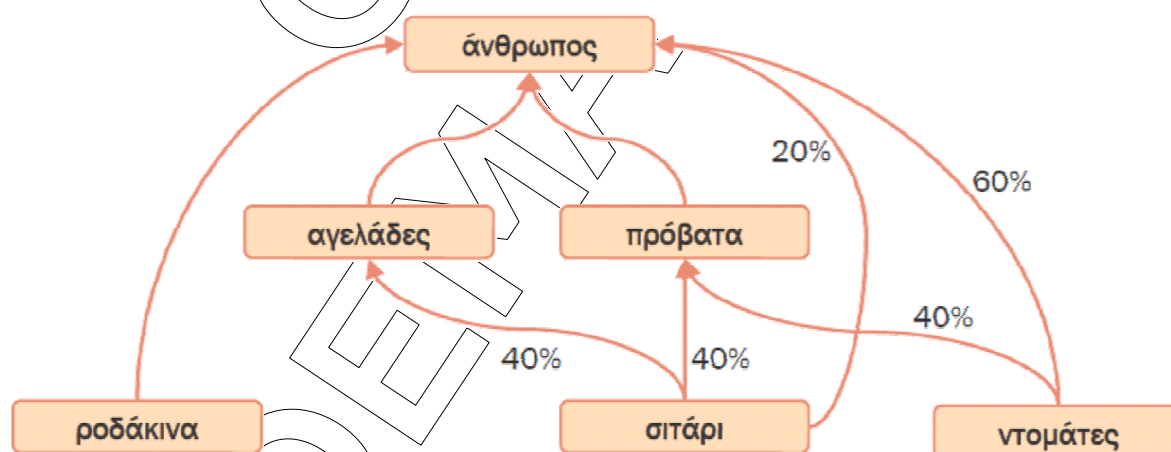 άνθρωπος
20%
60%
αγελάδες
πρόβατα
40%
40%
40%
ροδάκινα
σιτάρι
ντομάτες